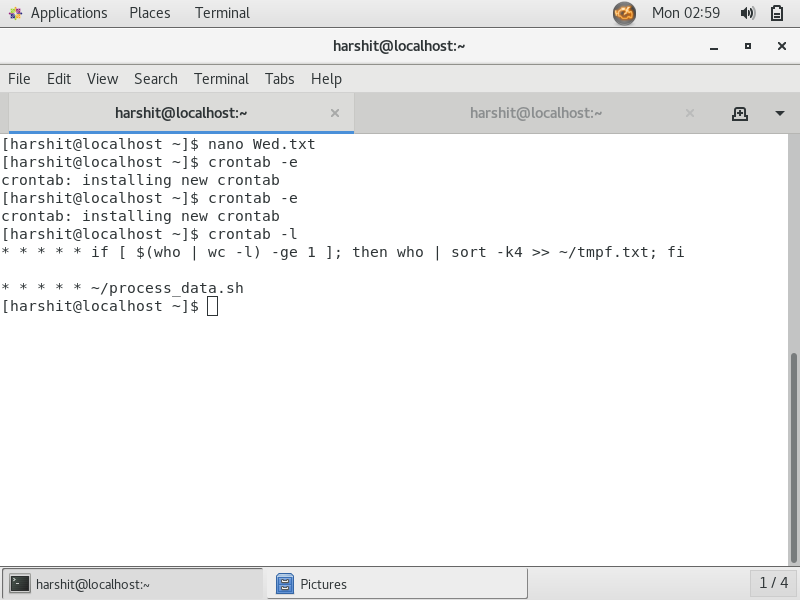 Applications Places Terminal Mon 02:59
harshit@localhost:~
File Edit View Search Terminal Tabs Help
harshit@localhost:~ × harshit@localhost:~ ×
[harshit@localhost ~]$ nano Wed.txt
[harshit@localhost ~]$ crontab -e
crontab: installing new crontab
[harshit@localhost ~]$ crontab -e
crontab: installing new crontab
[harshit@localhost ~]$ crontab -l
* * * * * if [ $(who | wc -l) -ge 1 ]; then who | sort -k4 >> ~/tmpf.txt; fi
* * * * * ~/process_data.sh
[harshit@localhost ~]$
harshit@localhost:~ Pictures 1 / 4